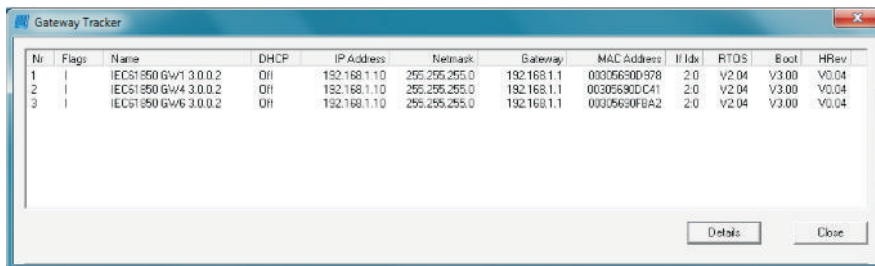 Gateway Tracker
Nr Flags Name DHCP IP Address Netmask Gateway MAC Address If Idx RTOS Boot HRev
1 I IEC61850 GW1 3.0.0.2 Off 192.168.1.10 255.255.255.0 192.168.1.1 00305690D978 2:0 V2.04 V3.00 V0.04
2 I IEC61850 GW4 3.0.0.2 Off 192.168.1.10 255.255.255.0 192.168.1.1 00305690DC41 2:0 V2.04 V3.00 V0.04
3 I IEC61850 GW6 3.0.0.2 Off 192.168.1.10 255.255.255.0 192.168.1.1 00305690FBA2 2:0 V2.04 V3.00 V0.04
Details Close